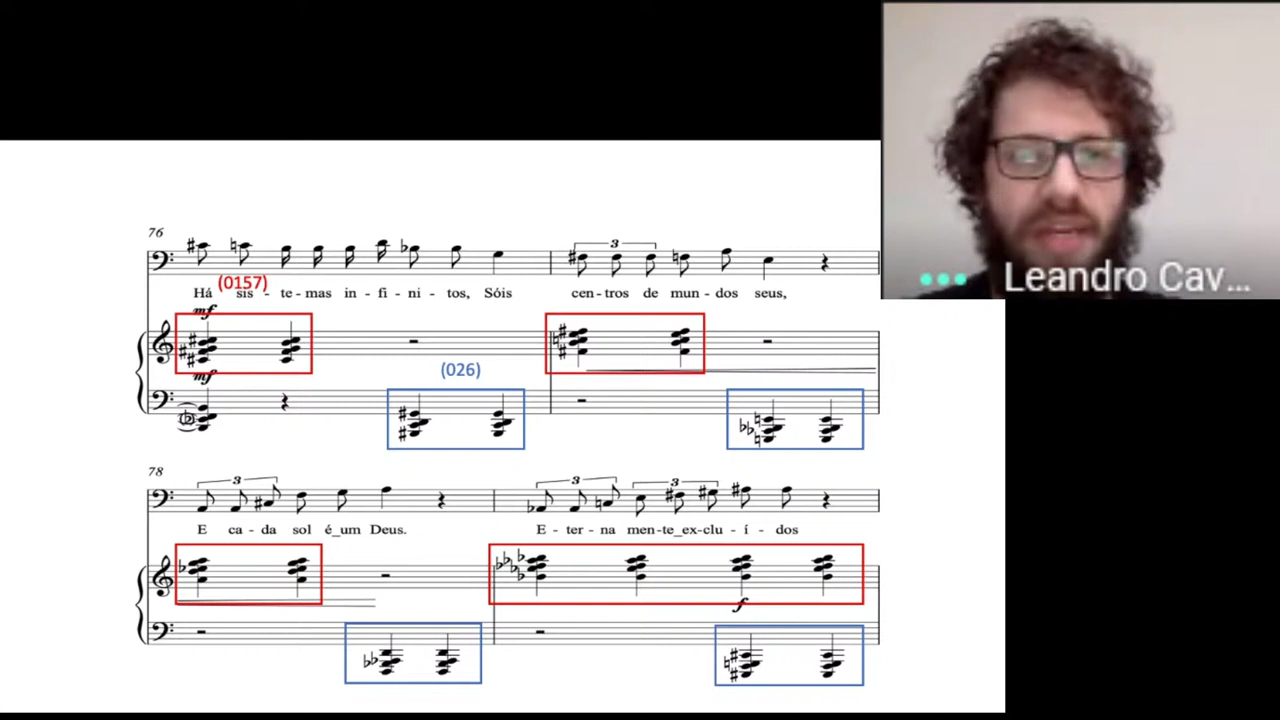 Leandro Cav...
76
3
(0157)
Há sis - te - mas in - fi - ni - tos, Sóis cen - tros de mun - dos seus,
mf
mf
(026)
78
3 3 3
E ca - da sol é_um Deus. E - ter - na men - te_ex - clu - í - dos
f